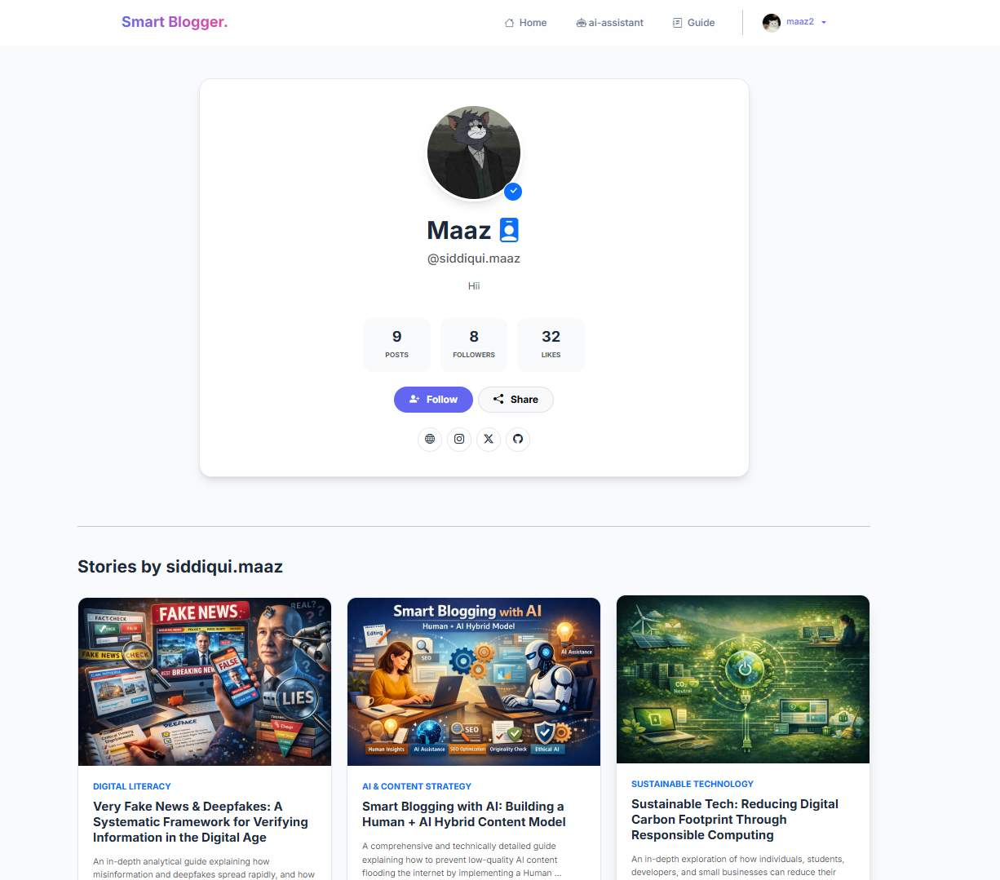 Smart Blogger.
Home
ai-assistant
Guide
maaz2
Maaz
@siddiqui.maaz
Hii
9
POSTS
8
FOLLOWERS
32
LIKES
Follow
Share
Stories by siddiqui.maaz
FAKE NEWS
REAL?
FACT-CHECK
FALSE
FAKE NEWS
CHECK
BREAKING NEW
FALSE
LIES
DIGITAL LITERACY
Very Fake News & Deepfakes: A
Systematic Framework for Verifying
Information in the Digital Age
An in-depth analytical guide explaining how
misinformation and deepfakes spread rapidly, and how
Smart Blogging with AI
Human + AI Hybrid Model
Editing
SEO
AI Assistance
SEO
Human Insights
AI Assistance
SEO Optimization
Originality Check
Ethical AI
AI & CONTENT STRATEGY
Smart Blogging with AI: Building a
Human + AI Hybrid Content Model
A comprehensive and technically detailed guide
explaining how to prevent low-quality AI content
flooding the internet by implementing a Human ...
CO₂
Neutral
SUSTAINABLE TECHNOLOGY
Sustainable Tech: Reducing Digital
Carbon Footprint Through
Responsible Computing
An in-depth exploration of how individuals, students,
developers, and small businesses can reduce their